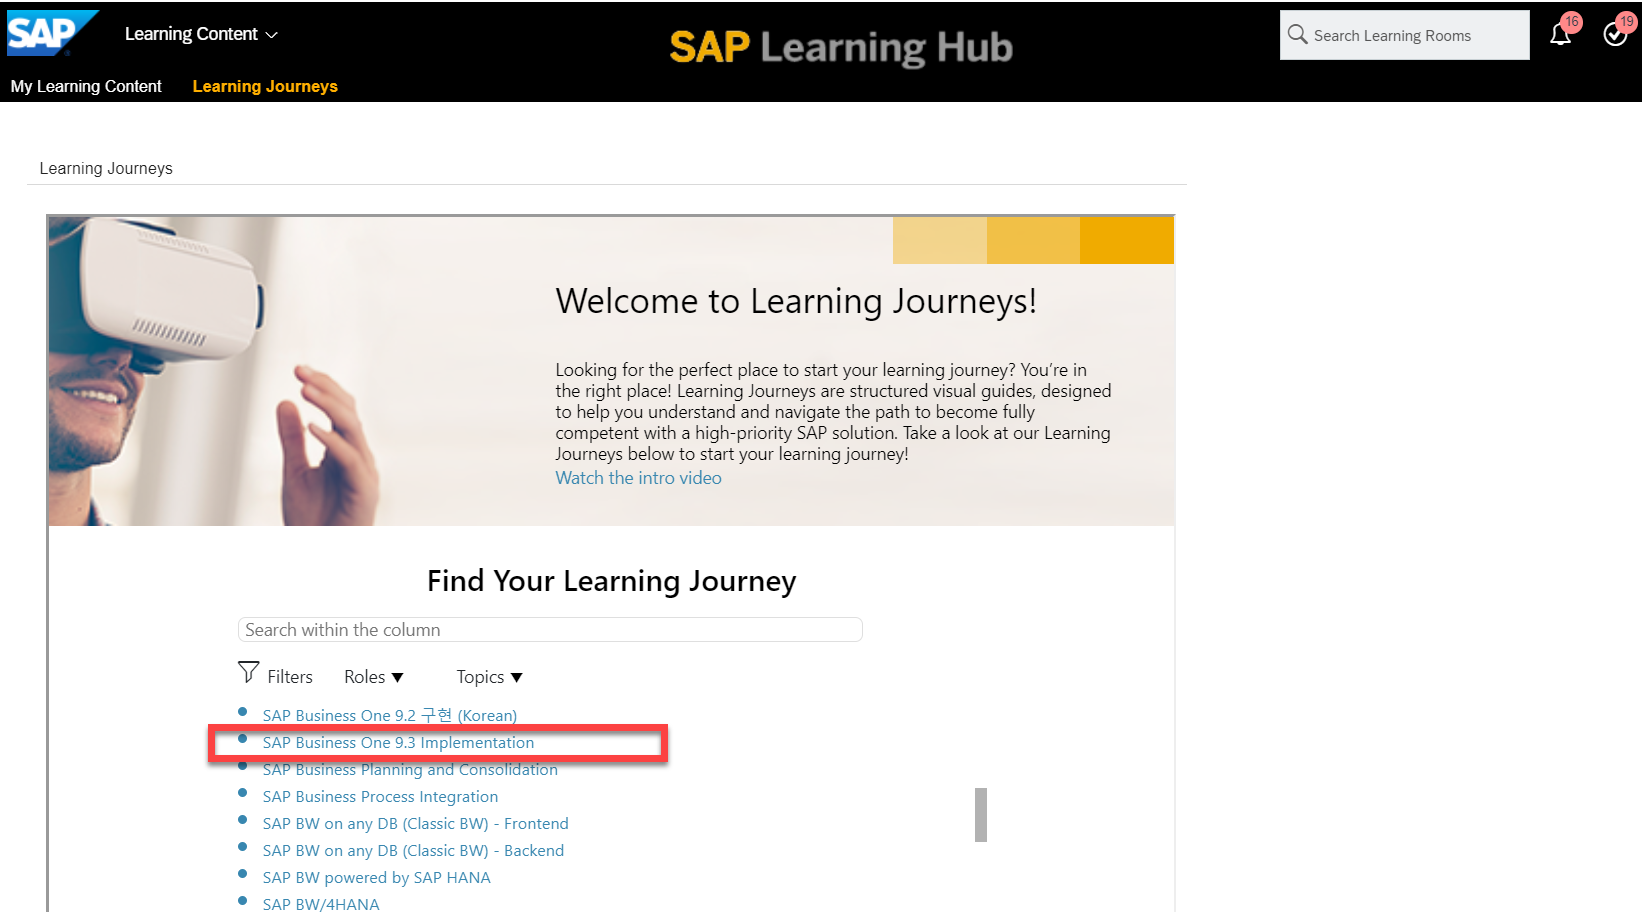 SAP
Learning Content
SAP Learning Hub
Search Learning Rooms
16
19
My Learning Content
Learning Journeys
Learning Journeys
Welcome to Learning Journeys!
Looking for the perfect place to start your learning journey? You’re in
the right place! Learning Journeys are structured visual guides, designed
to help you understand and navigate the path to become fully
competent with a high-priority SAP solution. Take a look at our Learning
Journeys below to start your learning journey!
Watch the intro video
Find Your Learning Journey
Search within the column
Filters Roles ▼ Topics ▼
SAP Business One 9.2 구현 (Korean)
SAP Business One 9.3 Implementation
SAP Business Planning and Consolidation
SAP Business Process Integration
SAP BW on any DB (Classic BW) - Frontend
SAP BW on any DB (Classic BW) - Backend
SAP BW powered by SAP HANA
SAP BW/4HANA